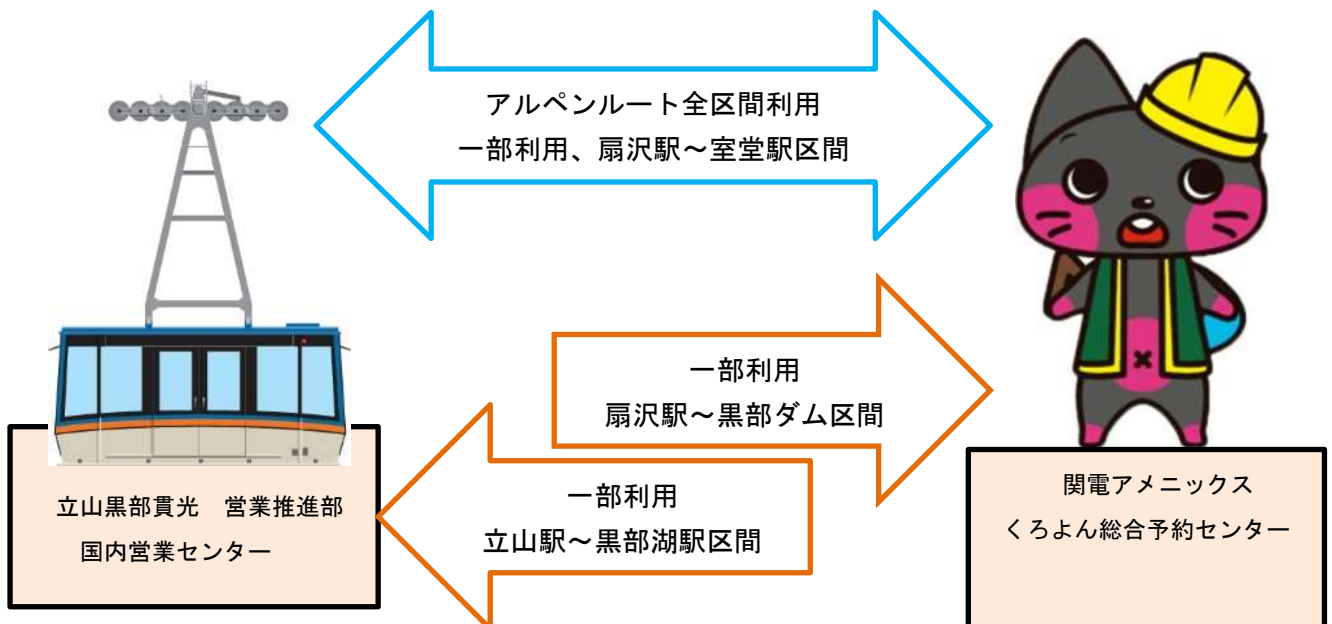 アルペンルート全区間利用
一部利用、扇沢駅～室堂駅区間
一部利用
扇沢駅～黒部ダム区間
一部利用
立山駅～黒部湖駅区間
立山黒部貫光　営業推進部
国内営業センター
関電アメニックス
くろよん総合予約センター